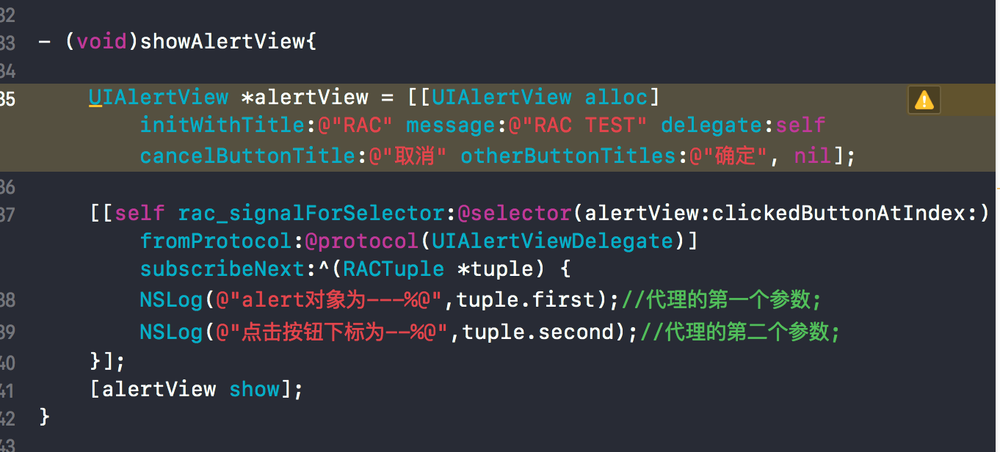 32
33 - (void)showAlertView{
34
35 UIAlertView *alertView = [[UIAlertView alloc]
initWithTitle:@"RAC" message:@"RAC TEST" delegate:self
cancelButtonTitle:@"取消" otherButtonTitles:@"确定", nil];
36
37 [[self rac_signalForSelector:@selector(alertView:clickedButtonAtIndex:)
fromProtocol:@protocol(UIAlertViewDelegate)]
subscribeNext:^(RACTuple *tuple) {
38 NSLog(@"alert对象为---%@",tuple.first);//代理的第一个参数;
39 NSLog(@"点击按钮下标为--%@",tuple.second);//代理的第二个参数;
40 }];
41 [alertView show];
42 }
43